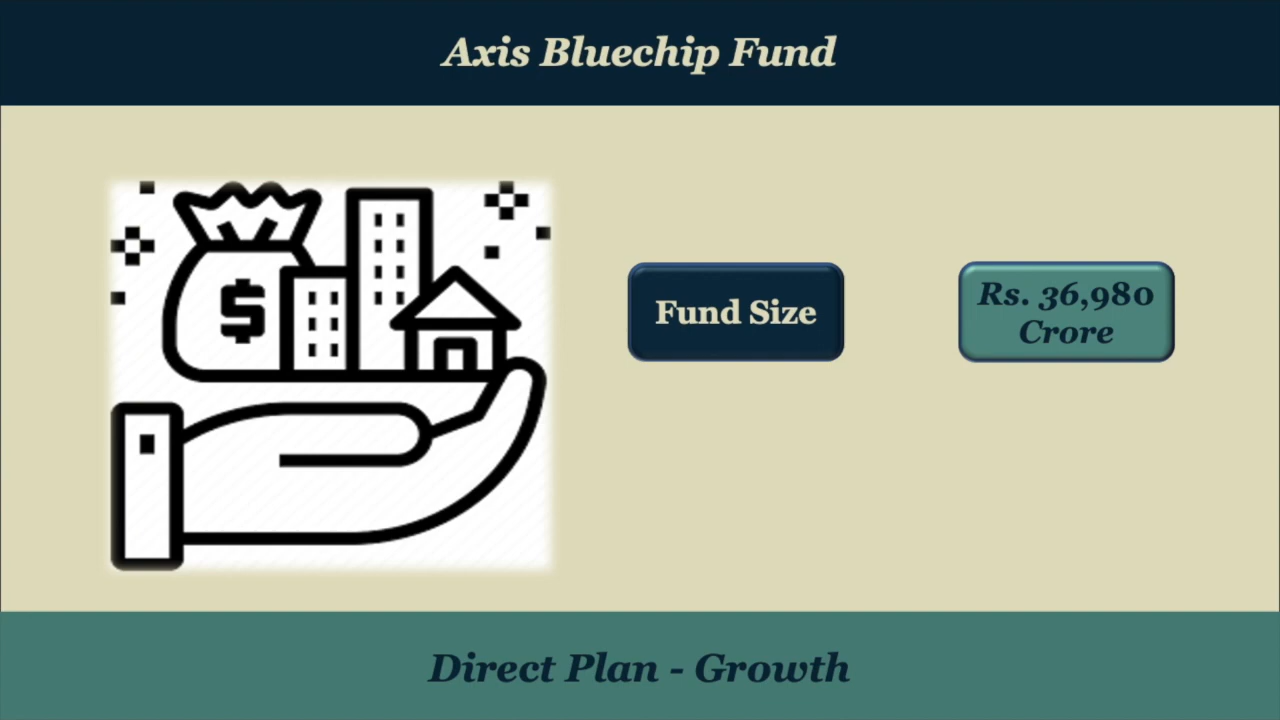 Axis Bluechip Fund
$
Fund Size
Rs. 36,980
Crore
Direct Plan - Growth